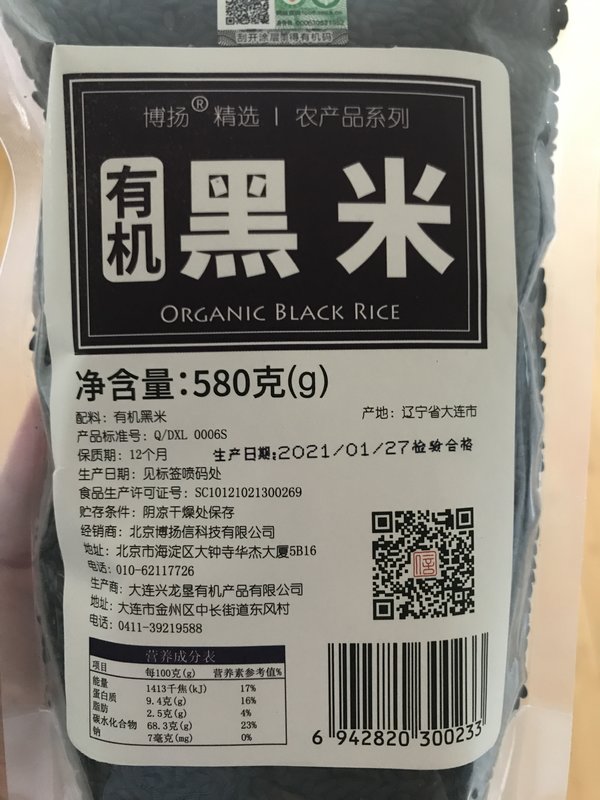 刮开涂层 得有机码
博扬® 精选 | 农产品系列
有机
黑米
ORGANIC BLACK RICE
净含量:580克(g)
配料: 有机黑米
产地: 辽宁省大连市
产品标准号: Q/DXL 0006S
保质期: 12个月
生产日期:2021/01/27检验合格
生产日期: 见标签喷码处
食品生产许可证号: SC10121021300269
贮存条件: 阴凉干燥处保存
经销商: 北京博扬信科技有限公司
地址: 北京市海淀区大钟寺华杰大厦5B16
电话: 010-62117726
生产商: 大连兴龙垦有机产品有限公司
地址: 大连市金州区中长街道东风村
电话: 0411-39219588
信
营养成分表
项目 每100克(g) 营养素参考值%
能量 1413千焦(kJ) 17%
蛋白质 9.4克(g) 16%
脂肪 2.5克(g) 4%
碳水化合物 68.3克(g) 23%
钠 7毫克(mg) 0%
6 942820 300233